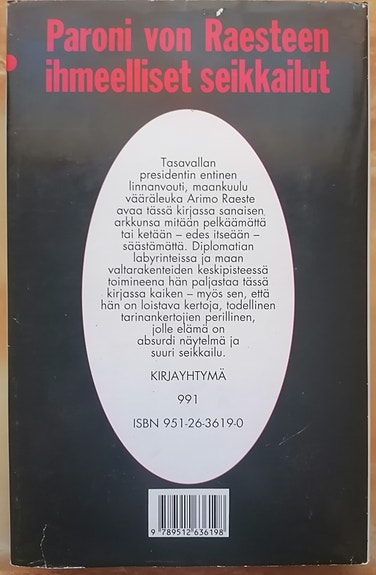 Paroni von Raesteen
ihmeelliset seikkailut
Tasavallan
presidentin entinen
linnanvouti, maankuulu
vääräleuka Arimo Raeste
avaa tässä kirjassa sanaisen
arkkunsa mitään pelkäämättä
tai ketään – edes itseään –
säästämättä. Diplomatian
labyrinteissa ja maan
valtarakenteiden keskipisteessä
toimineena hän paljastaa tässä
kirjassa kaiken – myös sen, että
hän on loistava kertoja, todellinen
tarinankertojien perillinen,
jolle elämä on
absurdi näytelmä ja
suuri seikkailu.
KIRJAYHTYMÄ
991
ISBN 951-26-3619-0
9 789512 636198